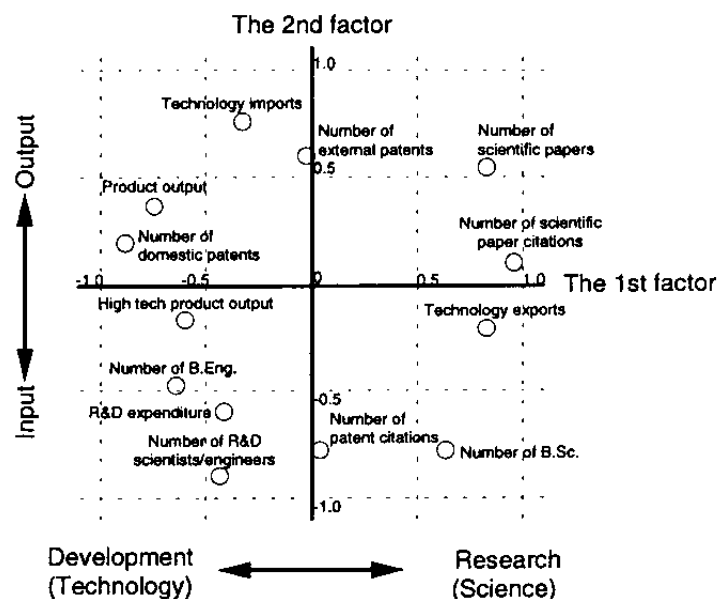 The 2nd factor
1.0
Technology imports
Number of
external patents
Number of
scientific papers
0.5
Product output
Number of
domestic patents
Number of scientific
paper citations
Output
-1.0
-0.5
0
0.5
1.0
The 1st factor
High tech product output
Technology exports
Number of B.Eng.
R&D expenditure
-0.5
Number of
patent citations
Number of R&D
scientists/engineers
Number of B.Sc.
Input
-1.0
Development
(Technology)
Research
(Science)